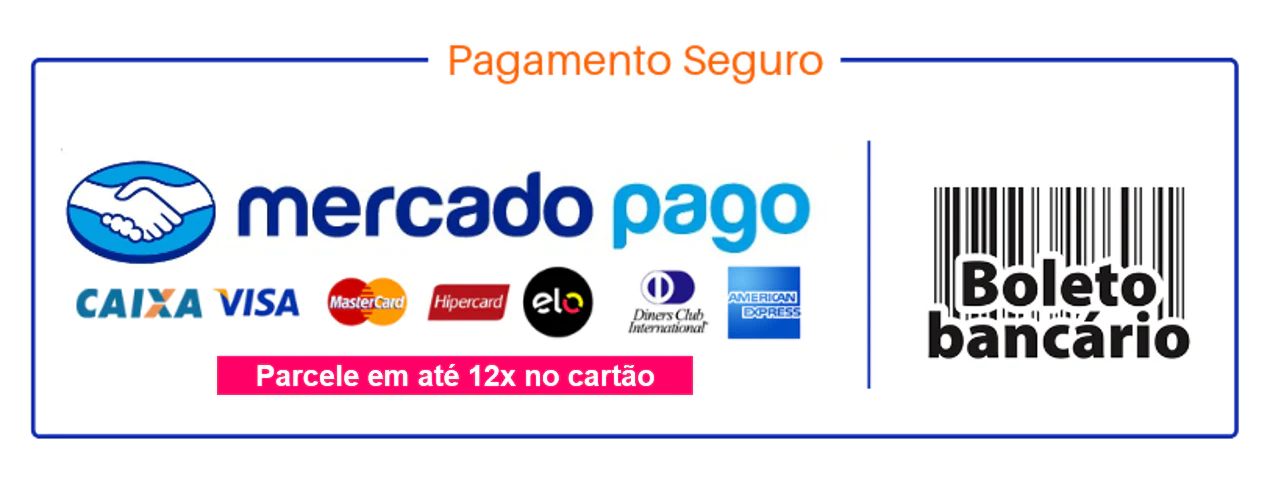 Pagamento Seguro
mercado pago
CAIXA VISA MasterCard Hipercard elo Diners Club International® AMERICAN EXPRESS
Parcele em até 12x no cartão
Boleto
bancário